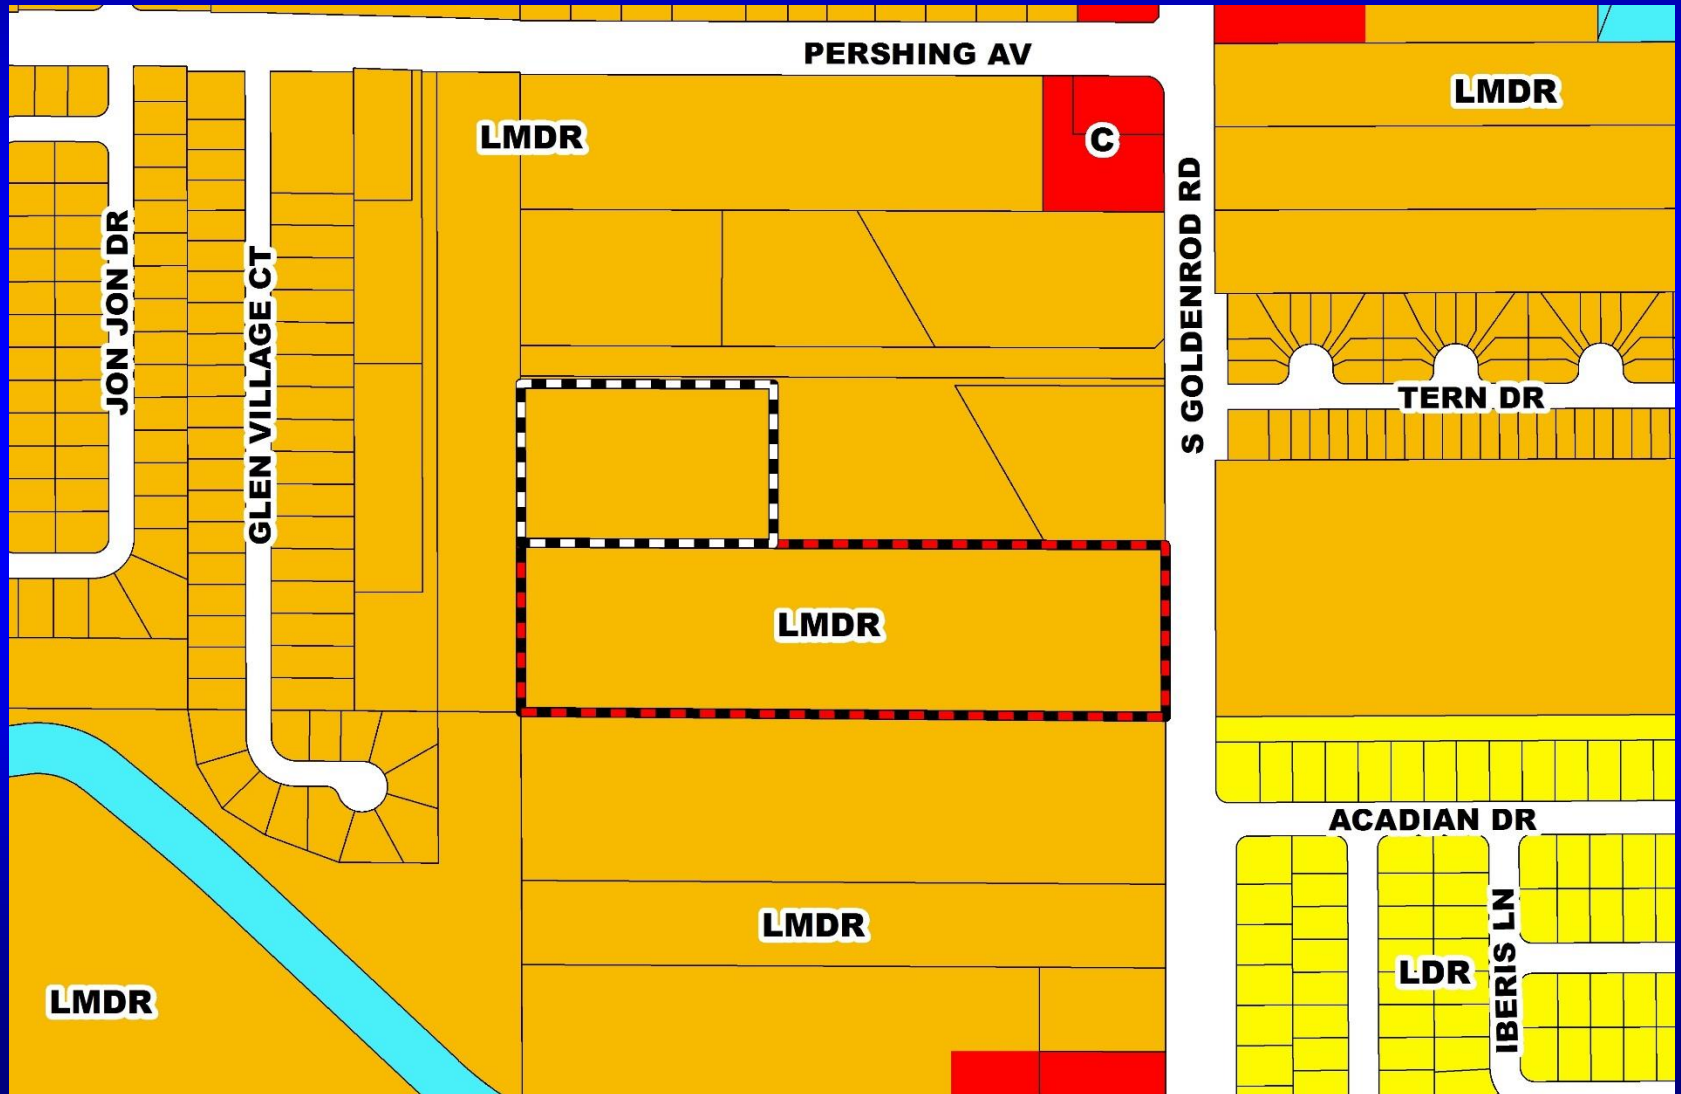 PERSHING AV
LMDR
LMDR
C
JON JON DR
GLEN VILLAGE CT
S GOLDENROD RD
TERN DR
LMDR
ACADIAN DR
LMDR
LDR
IBERIS LN
LMDR